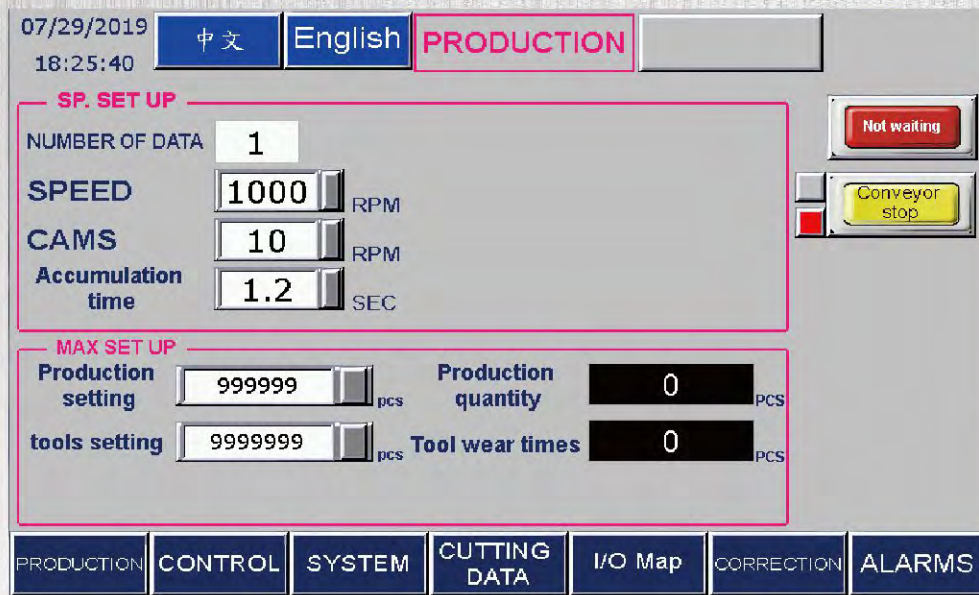 07/29/2019
18:25:40
中文
English
PRODUCTION
SP. SET UP
NUMBER OF DATA 1
SPEED 1000 RPM
CAMS 10 RPM
Accumulation
time 1.2 SEC
Not waiting
Conveyor
stop
MAX SET UP
Production
setting 999999 pcs
Production
quantity 0 PCS
tools setting 9999999 pcs
Tool wear times 0 PCS
PRODUCTION
CONTROL
SYSTEM
CUTTING
DATA
I/O Map
CORRECTION
ALARMS